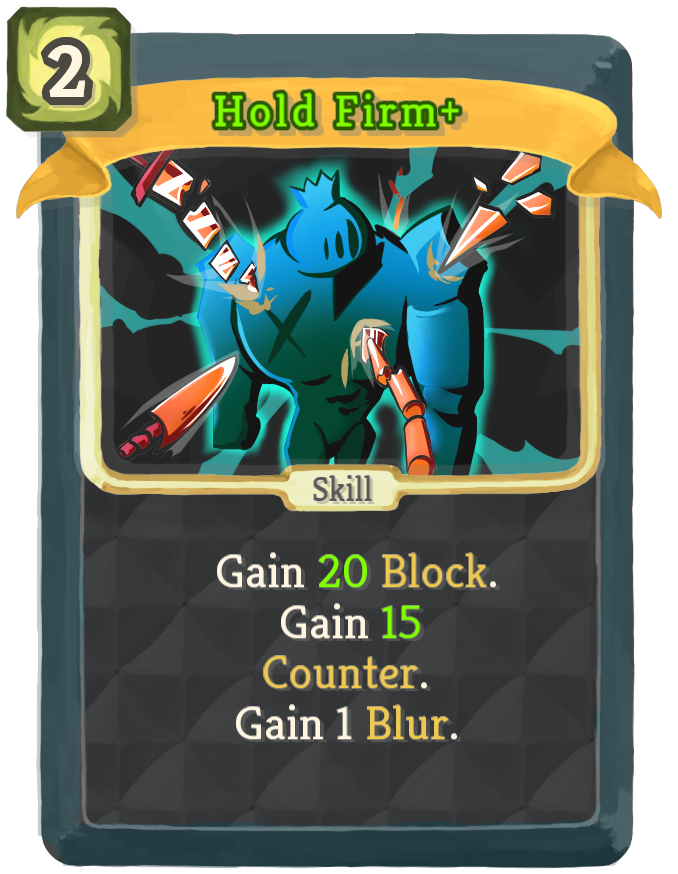 2
Hold Firm+
Skill
Gain 20 Block.
Gain 15
Counter.
Gain 1 Blur.